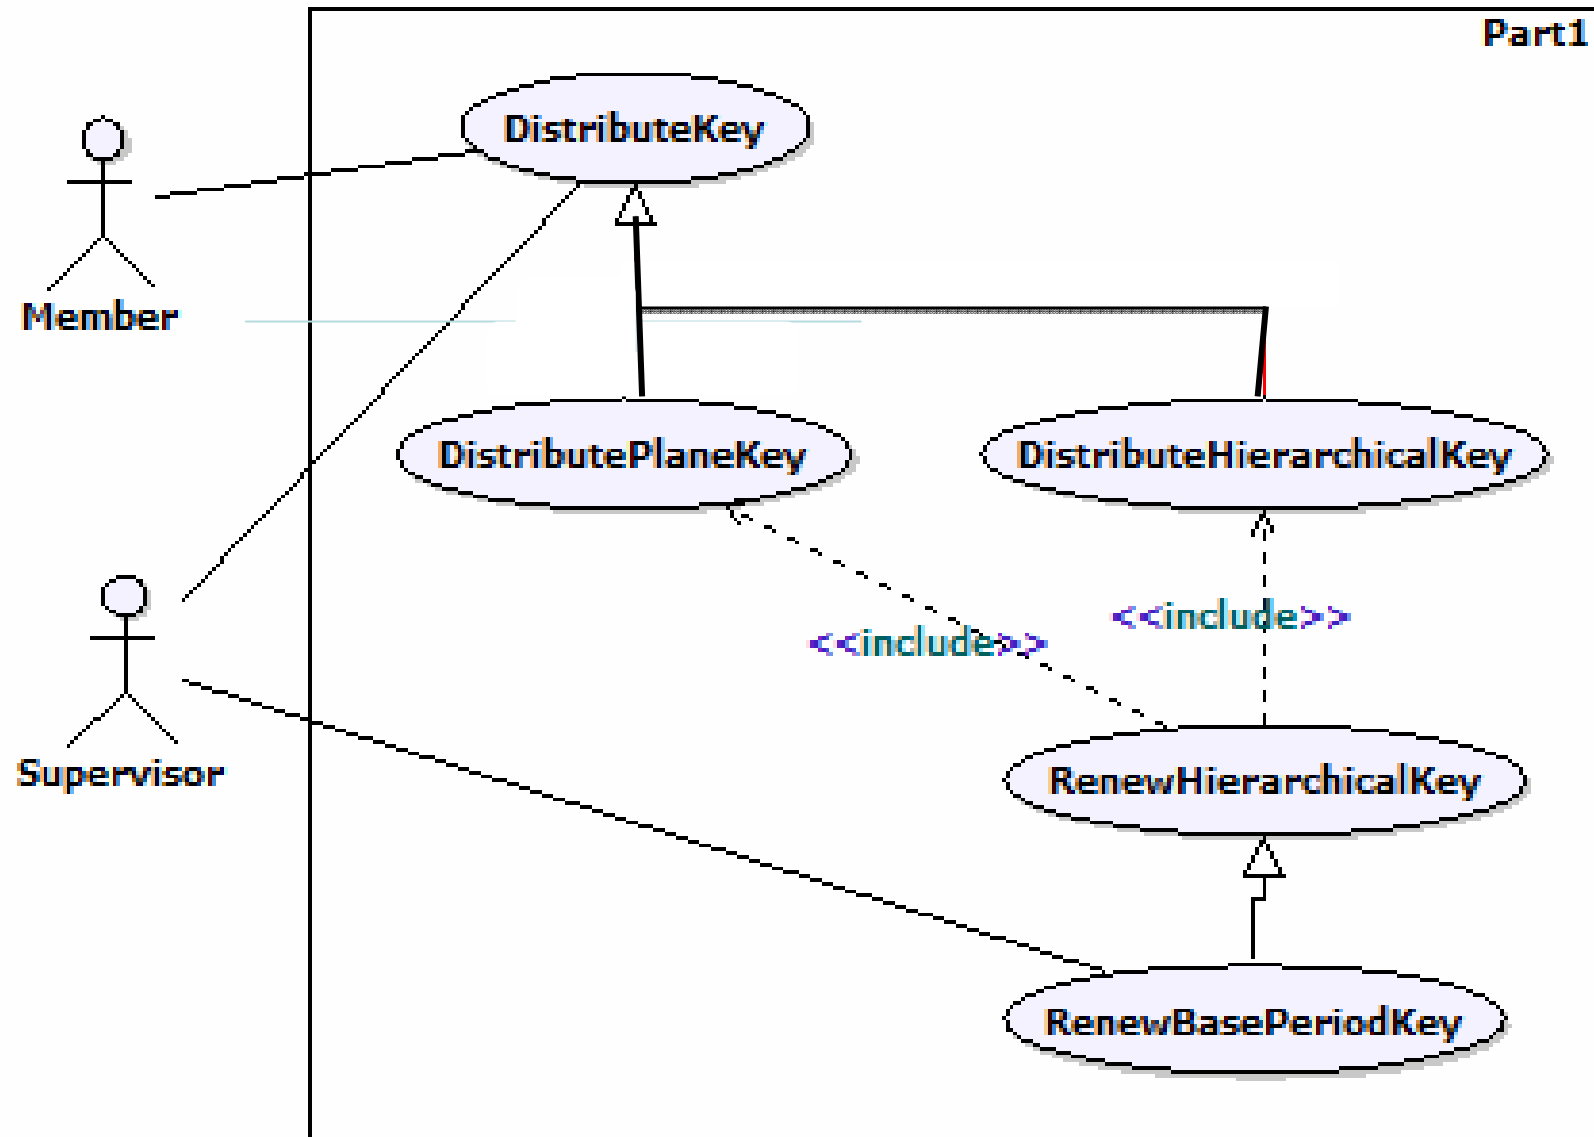 Part1
DistributeKey
Member
DistributePlaneKey
DistributeHierarchicalKey
<<include>>
<<include>>
Supervisor
RenewHierarchicalKey
RenewBasePeriodKey